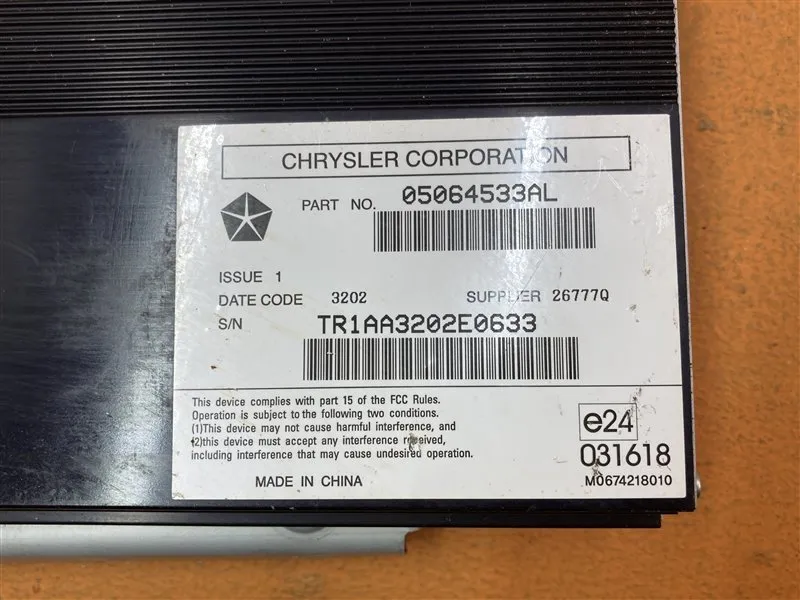 CHRYSLER CORPORATION
PART NO. 05064533AL
ISSUE 1
DATE CODE 3202 SUPPLIER 26777Q
S/N TR1AA3202E0633
This device complies with part 15 of the FCC Rules.
Operation is subject to the following two conditions.
(1)This device may not cause harmful interference, and
(2)this device must accept any interference received,
including interference that may cause undesired operation.
e24
031618
MADE IN CHINA M0674218010